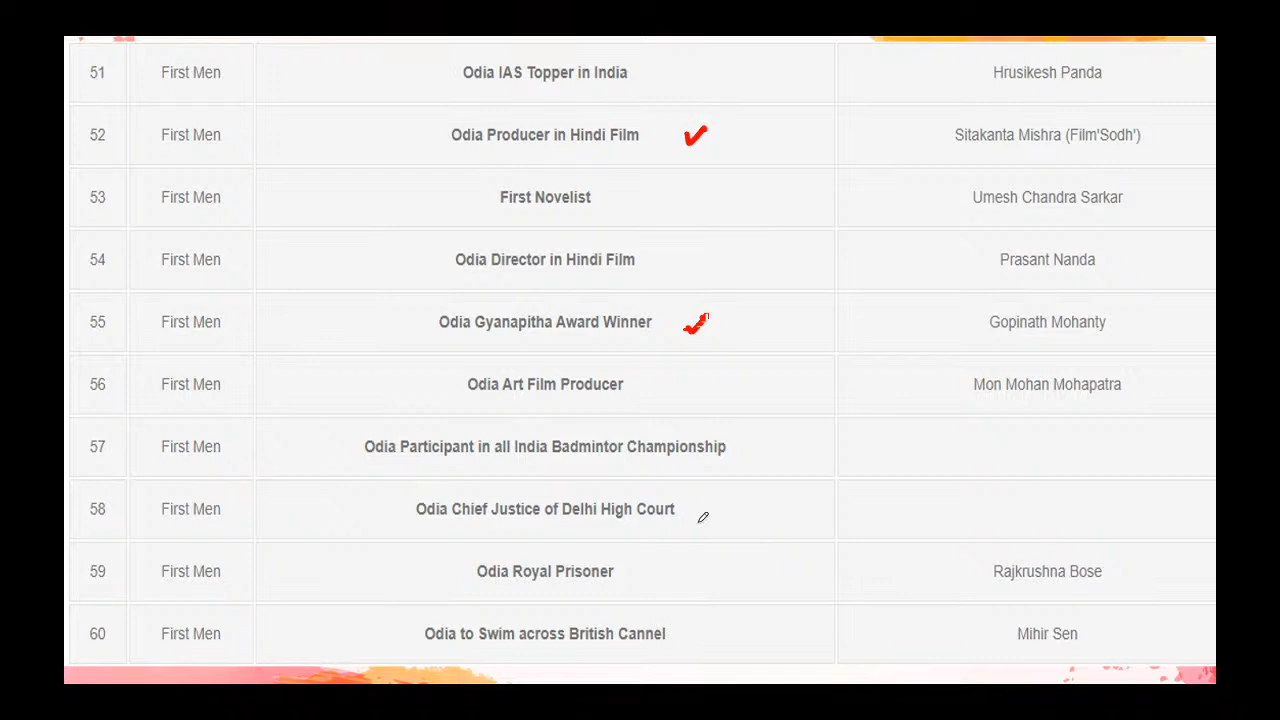 51 First Men Odia IAS Topper in India Hrusikesh Panda
52 First Men Odia Producer in Hindi Film Sitakanta Mishra (Film'Sodh')
53 First Men First Novelist Umesh Chandra Sarkar
54 First Men Odia Director in Hindi Film Prasant Nanda
55 First Men Odia Gyanapitha Award Winner Gopinath Mohanty
56 First Men Odia Art Film Producer Mon Mohan Mohapatra
57 First Men Odia Participant in all India Badmintor Championship
58 First Men Odia Chief Justice of Delhi High Court
59 First Men Odia Royal Prisoner Rajkrushna Bose
60 First Men Odia to Swim across British Cannel Mihir Sen